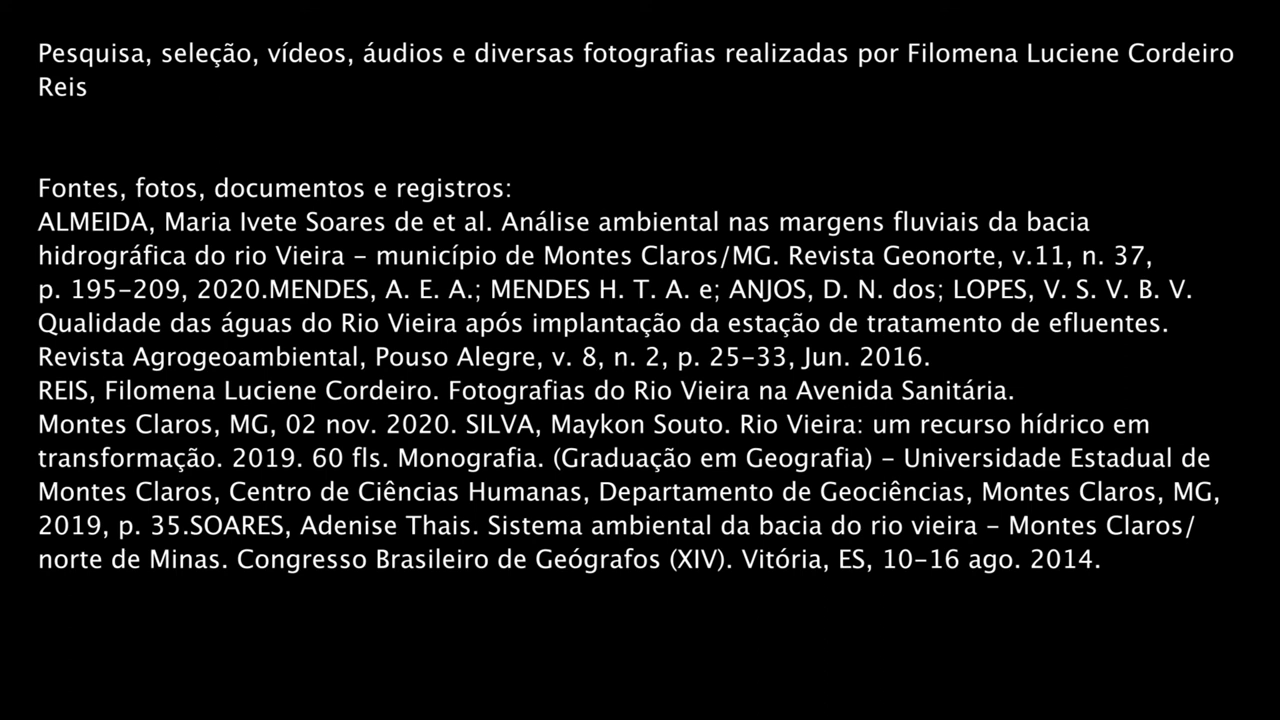 Pesquisa, seleção, vídeos, áudios e diversas fotografias realizadas por Filomena Luciene Cordeiro
Reis
Fontes, fotos, documentos e registros:
ALMEIDA, Maria Ivete Soares de et al. Análise ambiental nas margens fluviais da bacia
hidrográfica do rio Vieira – município de Montes Claros/MG. Revista Geonorte, v.11, n. 37,
p. 195–209, 2020.MENDES, A. E. A.; MENDES H. T. A. e; ANJOS, D. N. dos; LOPES, V. S. V. B. V.
Qualidade das águas do Rio Vieira após implantação da estação de tratamento de efluentes.
Revista Agrogeoambiental, Pouso Alegre, v. 8, n. 2, p. 25–33, Jun. 2016.
REIS, Filomena Luciene Cordeiro. Fotografias do Rio Vieira na Avenida Sanitária.
Montes Claros, MG, 02 nov. 2020. SILVA, Maykon Souto. Rio Vieira: um recurso hídrico em
transformação. 2019. 60 fls. Monografia. (Graduação em Geografia) – Universidade Estadual de
Montes Claros, Centro de Ciências Humanas, Departamento de Geociências, Montes Claros, MG,
2019, p. 35.SOARES, Adenise Thais. Sistema ambiental da bacia do rio vieira – Montes Claros/
norte de Minas. Congresso Brasileiro de Geógrafos (XIV). Vitória, ES, 10–16 ago. 2014.